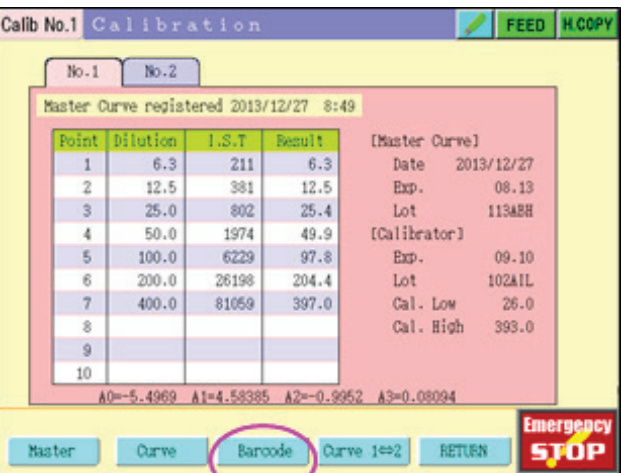 Calib No.1 Calibration FEED H.COPY
No.1 No.2
Master Curve registered 2013/12/27 8:49
Point Dilution I.S.T Result
1 6.3 211 6.3
2 12.5 381 12.5
3 25.0 802 25.4
4 50.0 1974 49.9
5 100.0 6229 97.8
6 200.0 26198 204.4
7 400.0 81059 397.0
8
9
10
[Master Curve]
Date 2013/12/27
Exp. 08.13
Lot 113ABH
[Calibrator]
Exp. 09.10
Lot 102AIL
Cal. Low 26.0
Cal. High 393.0
A0=-5.4969 A1=4.58385 A2=-0.9952 A3=0.08094
Master Curve Barcode Curve 1⇔2 RETURN
Emergency
STOP